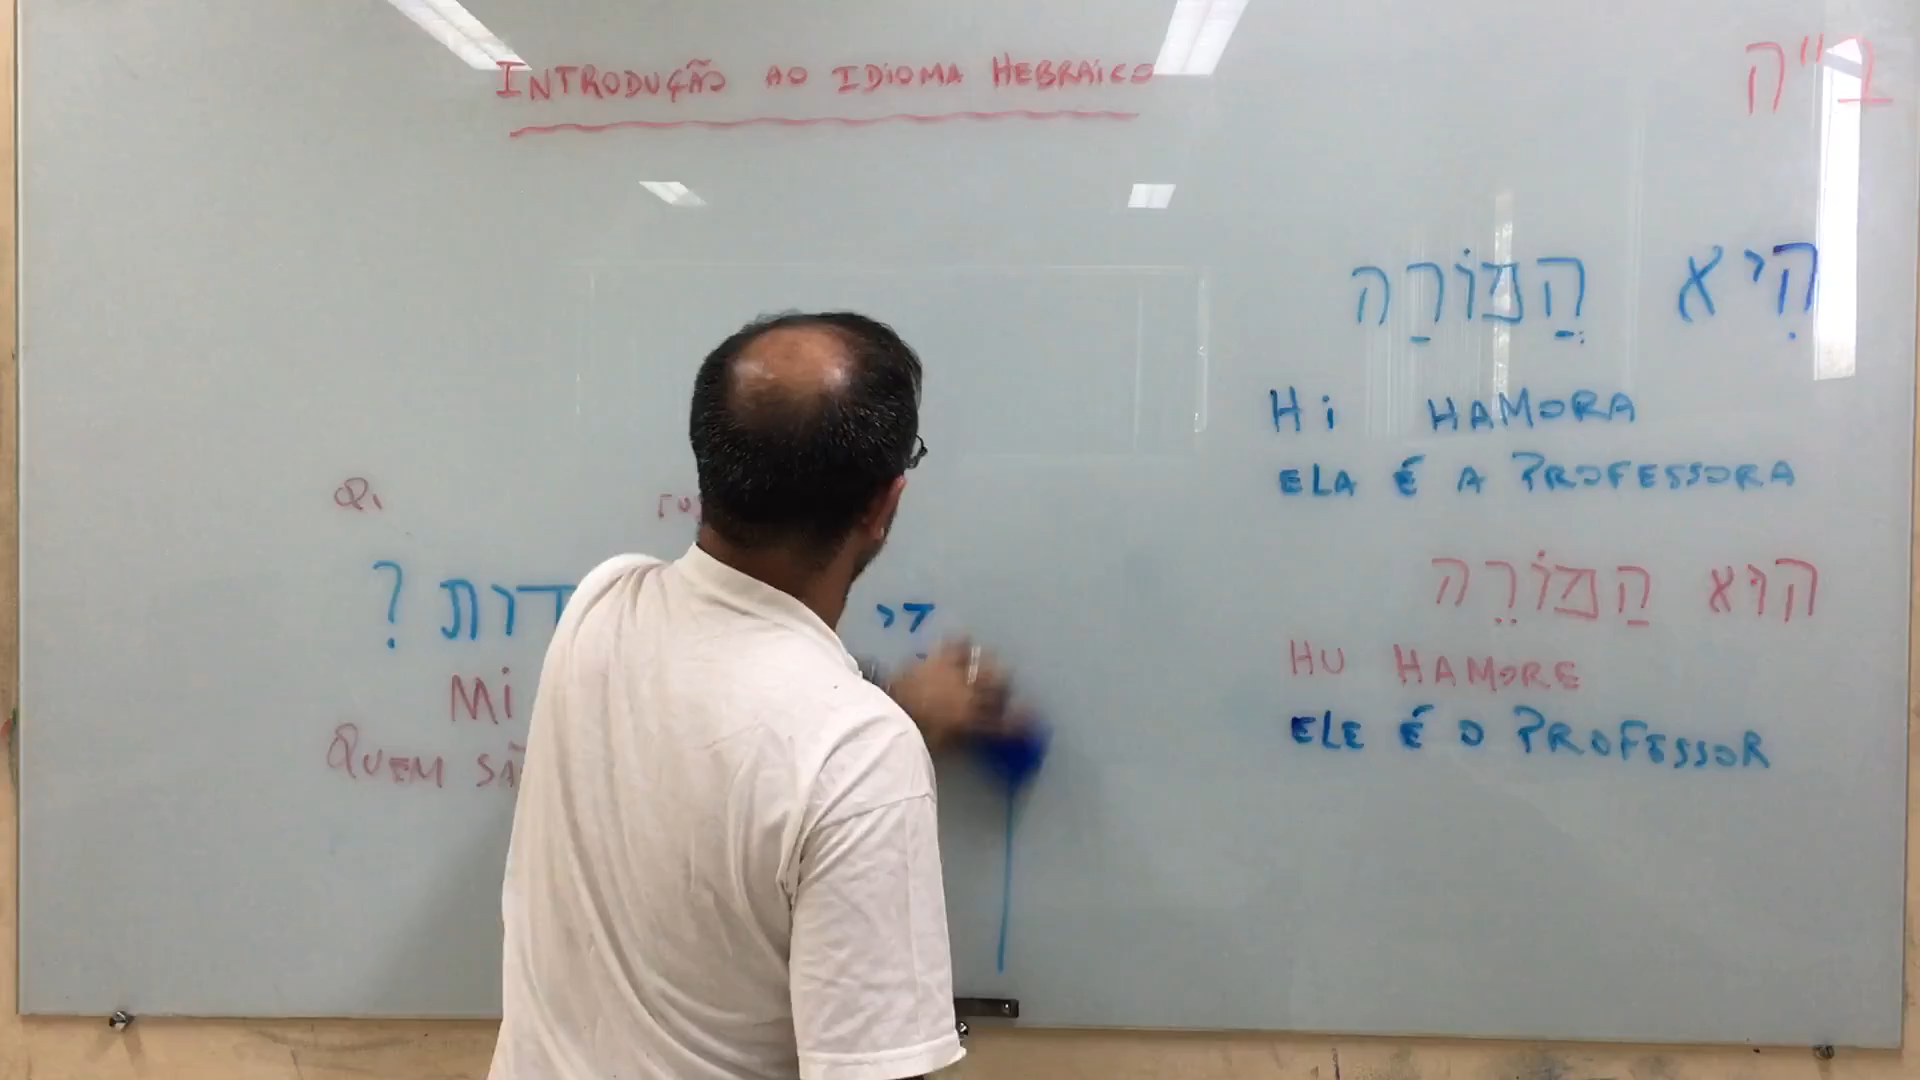 INTRODUÇÃO AO IDIOMA HEBRAICO
ב"ה
הִיא הֲַמּוֹרַה
Hi HAMORA
ELA É A PROFESSORA
הוּא הַמּוֹרֵה
HU HAMORE
ELE É O PROFESSOR
?
Mi
QUEM